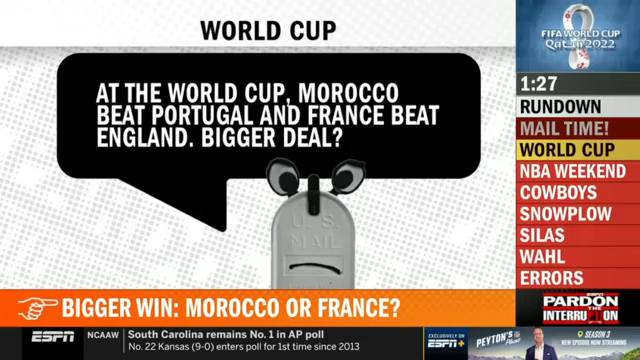 WORLD CUP
AT THE WORLD CUP, MOROCCO
BEAT PORTUGAL AND FRANCE BEAT
ENGLAND. BIGGER DEAL?
U.S.
MAIL
BIGGER WIN: MOROCCO OR FRANCE?
FIFA WORLD CUP
Qatar2022
1:27
RUNDOWN
MAIL TIME!
WORLD CUP
NBA WEEKEND
COWBOYS
SNOWPLOW
SILAS
WAHL
ERRORS
PARDON
INTERRUPTION
ESPN
NCAAW
South Carolina remains No. 1 in AP poll
No. 22 Kansas (9-0) enters poll for 1st time since 2013
EXCLUSIVELY ON
ESPN+
PEYTON'S
SEASON 3
NEW EPISODE NOW STREAMING